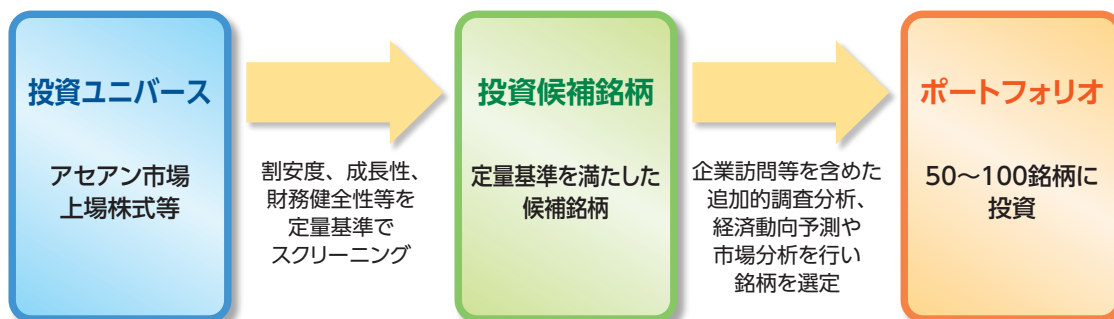 投資ユニバース
アセアン市場
上場株式等
割安度、成長性、
財務健全性等を
定量基準で
スクリーニング
投資候補銘柄
定量基準を満たした
候補銘柄
企業訪問等を含めた
追加的調査分析、
経済動向予測や
市場分析を行い
銘柄を選定
ポートフォリオ
50～100銘柄に
投資